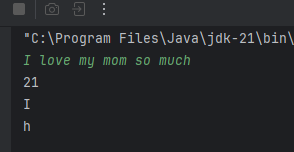 "C:\Program Files\Java\jdk-21\bin\
I love my mom so much
21
I
h